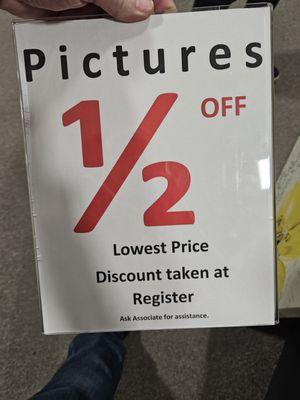 Pictures
1/2 OFF
Lowest Price
Discount taken at
Register
Ask Associate for assistance.